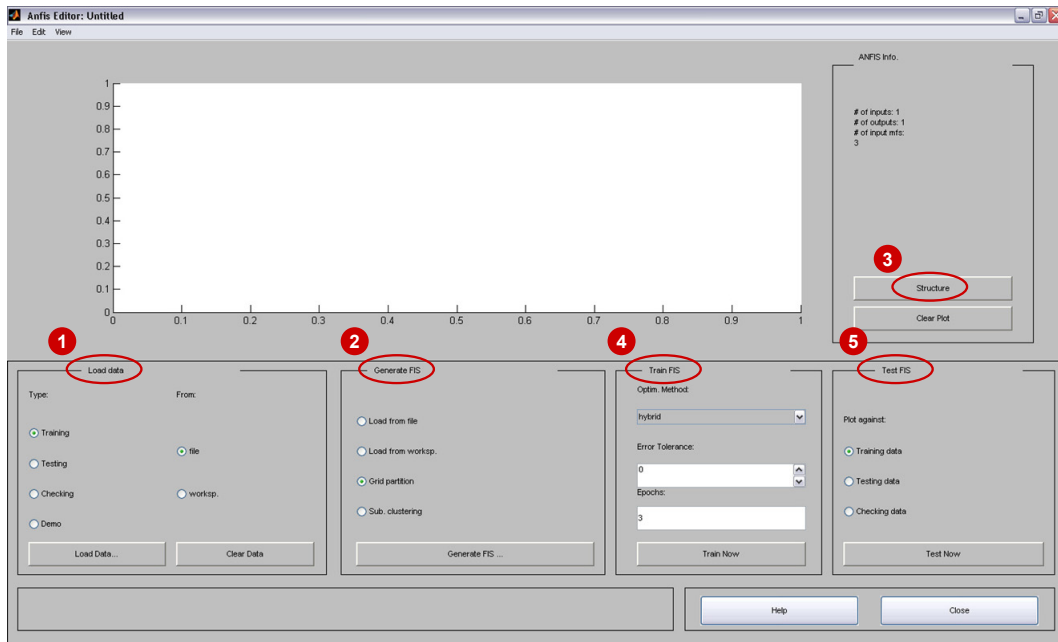 Anfis Editor: Untitled
File Edit View
ANFIS Info.
1
0.9
0.8
0.7
0.6
0.5
0.4
0.3
0.2
0.1
0
0 0.1 0.2 0.3 0.4 0.5 0.6 0.7 0.8 0.9 1
# of inputs: 1
# of outputs: 1
# of input mfs:
3
3
Structure
Clear Plot
1
Load data
Type:
From:
Training
Testing
Checking
Demo
file
worksp.
Load Data...
Clear Data
2
Generate FIS
Load from file
Load from worksp.
Grid partition
Sub. clustering
Generate FIS ...
4
Train FIS
Optim. Method:
hybrid
Error Tolerance:
0
Epochs:
3
Train Now
5
Test FIS
Plot against:
Training data
Testing data
Checking data
Test Now
Help
Close